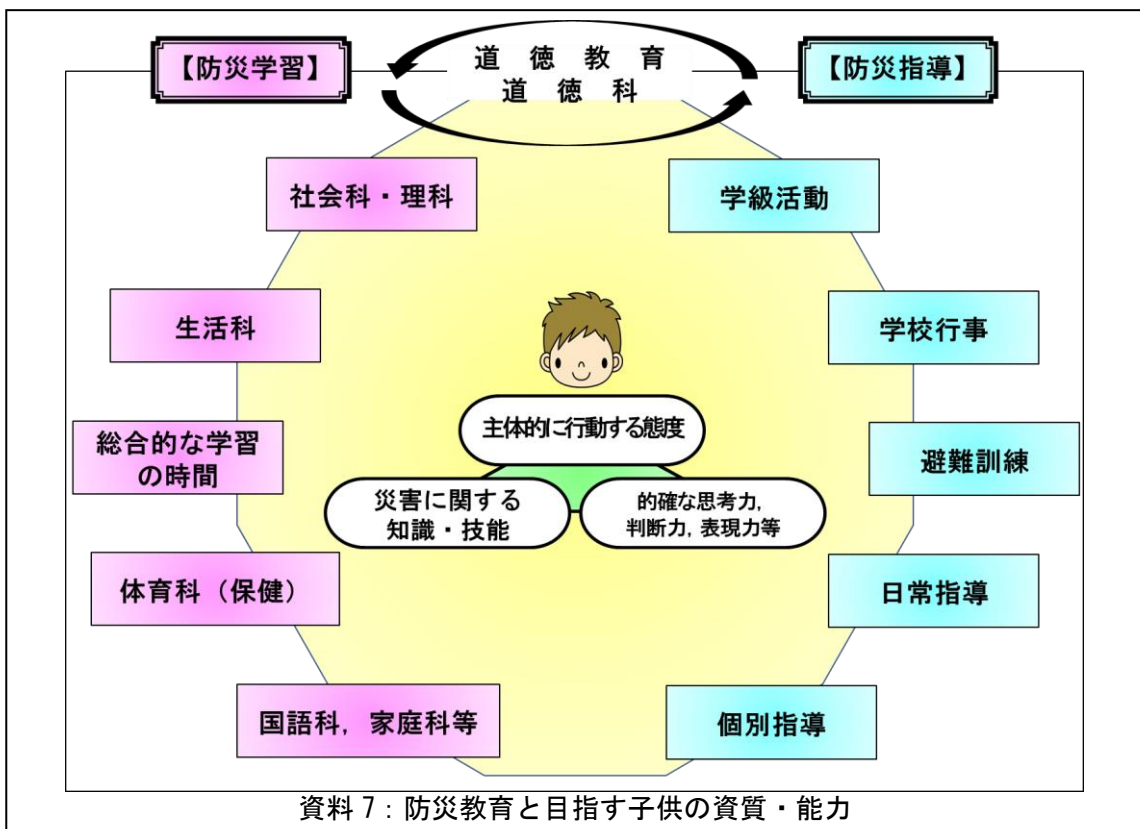 【防災学習】
道徳教育
道徳科
【防災指導】
社会科・理科
学級活動
生活科
学校行事
主体的に行動する態度
総合的な学習
の時間
避難訓練
災害に関する
知識・技能
的確な思考力，
判断力，表現力等
体育科（保健）
日常指導
国語科，家庭科等
個別指導
資料7：防災教育と目指す子供の資質・能力